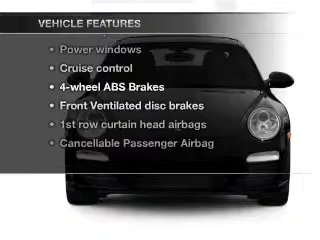 VEHICLE FEATURES
• Power windows
• Cruise control
• 4-wheel ABS Brakes
• Front Ventilated disc brakes
• 1st row curtain head airbags
• Cancellable Passenger Airbag